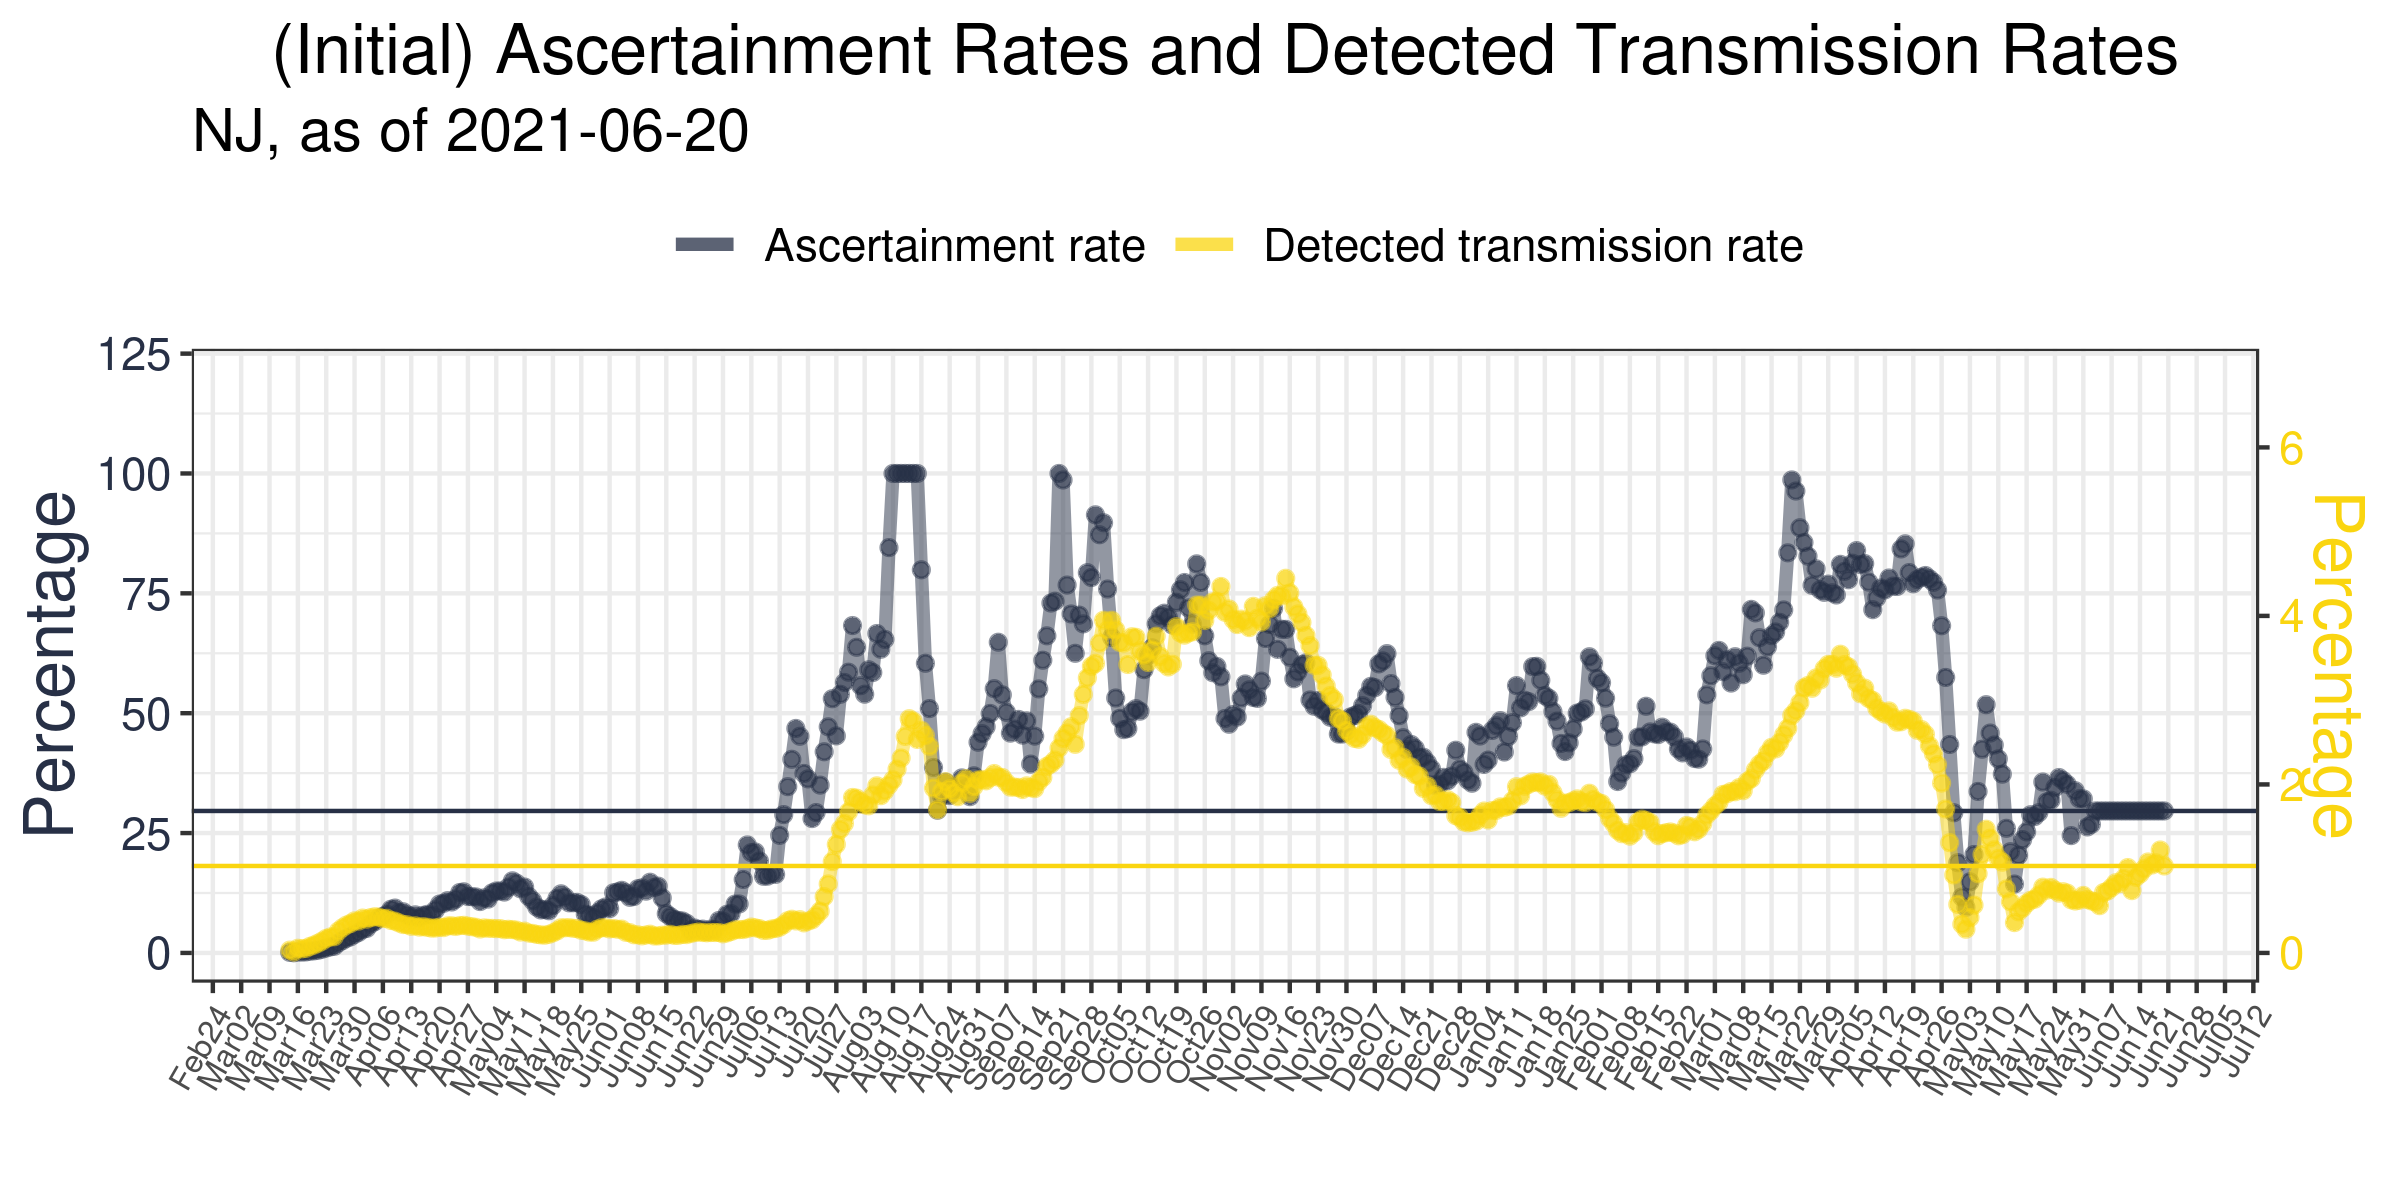 (Initial) Ascertainment Rates and Detected Transmission Rates
NJ, as of 2021-06-20
Ascertainment rate
Detected transmission rate
125
100
75
50
25
0
Percentage
6
4
2
0
Percentage
Feb24
Mar02
Mar09
Mar16
Mar23
Mar30
Apr06
Apr13
Apr20
Apr27
May04
May11
May18
May25
Jun01
Jun08
Jun15
Jun22
Jun29
Jul06
Jul13
Jul20
Jul27
Aug03
Aug10
Aug17
Aug24
Aug31
Sep07
Sep14
Sep21
Sep28
Oct05
Oct12
Oct19
Oct26
Nov02
Nov09
Nov16
Nov23
Nov30
Dec07
Dec14
Dec21
Dec28
Jan04
Jan11
Jan18
Jan25
Feb01
Feb08
Feb15
Feb22
Mar01
Mar08
Mar15
Mar22
Mar29
Apr05
Apr12
Apr19
Apr26
May03
May10
May17
May24
May31
Jun07
Jun14
Jun21
Jun28
Jul05
Jul12